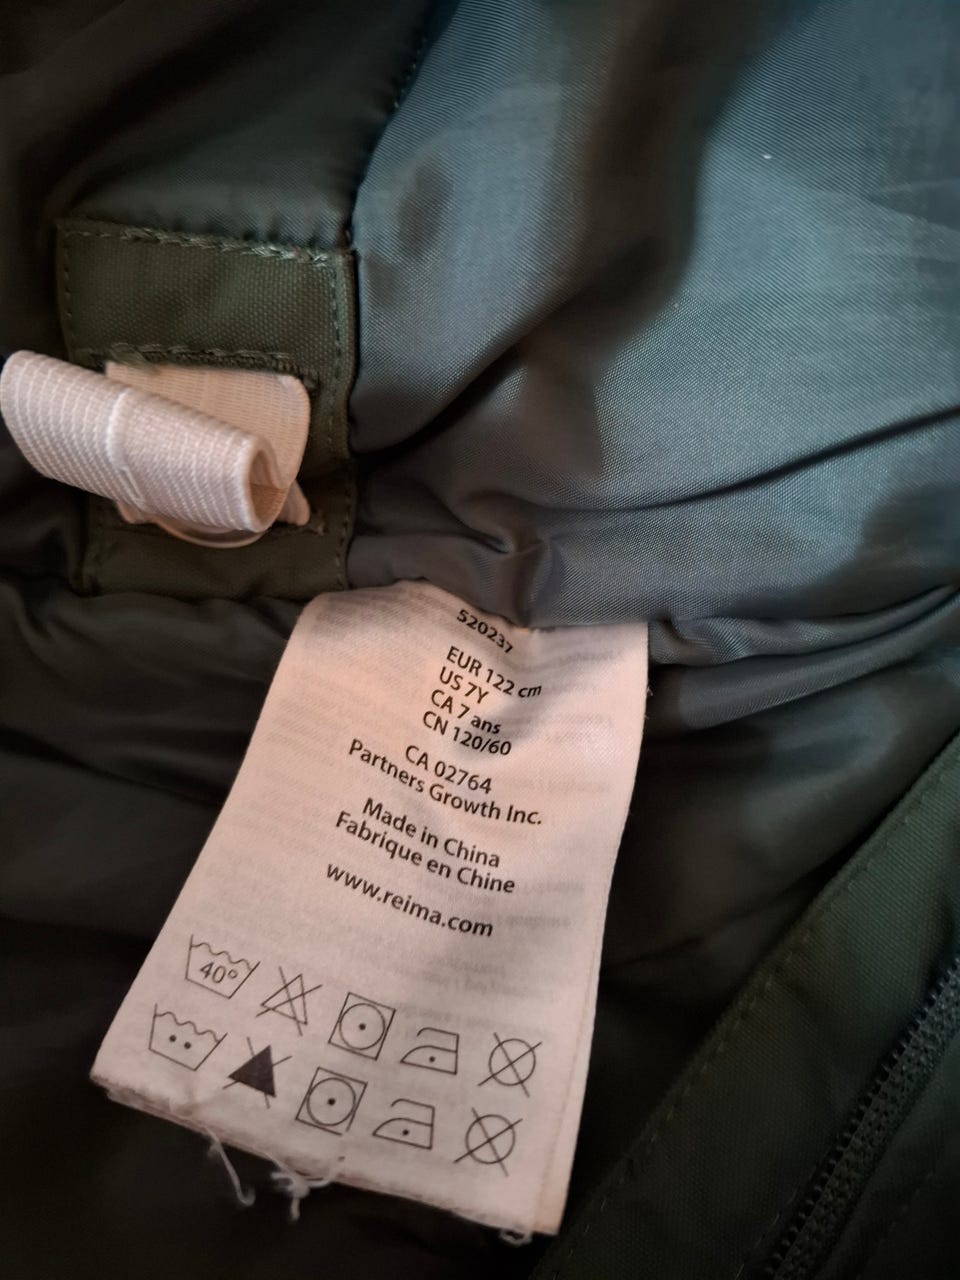 520237
EUR 122 cm
US 7Y
CA 7 ans
CN 120/60
CA 02764
Partners Growth Inc.
Made in China
Fabrique en Chine
www.reima.com
40°